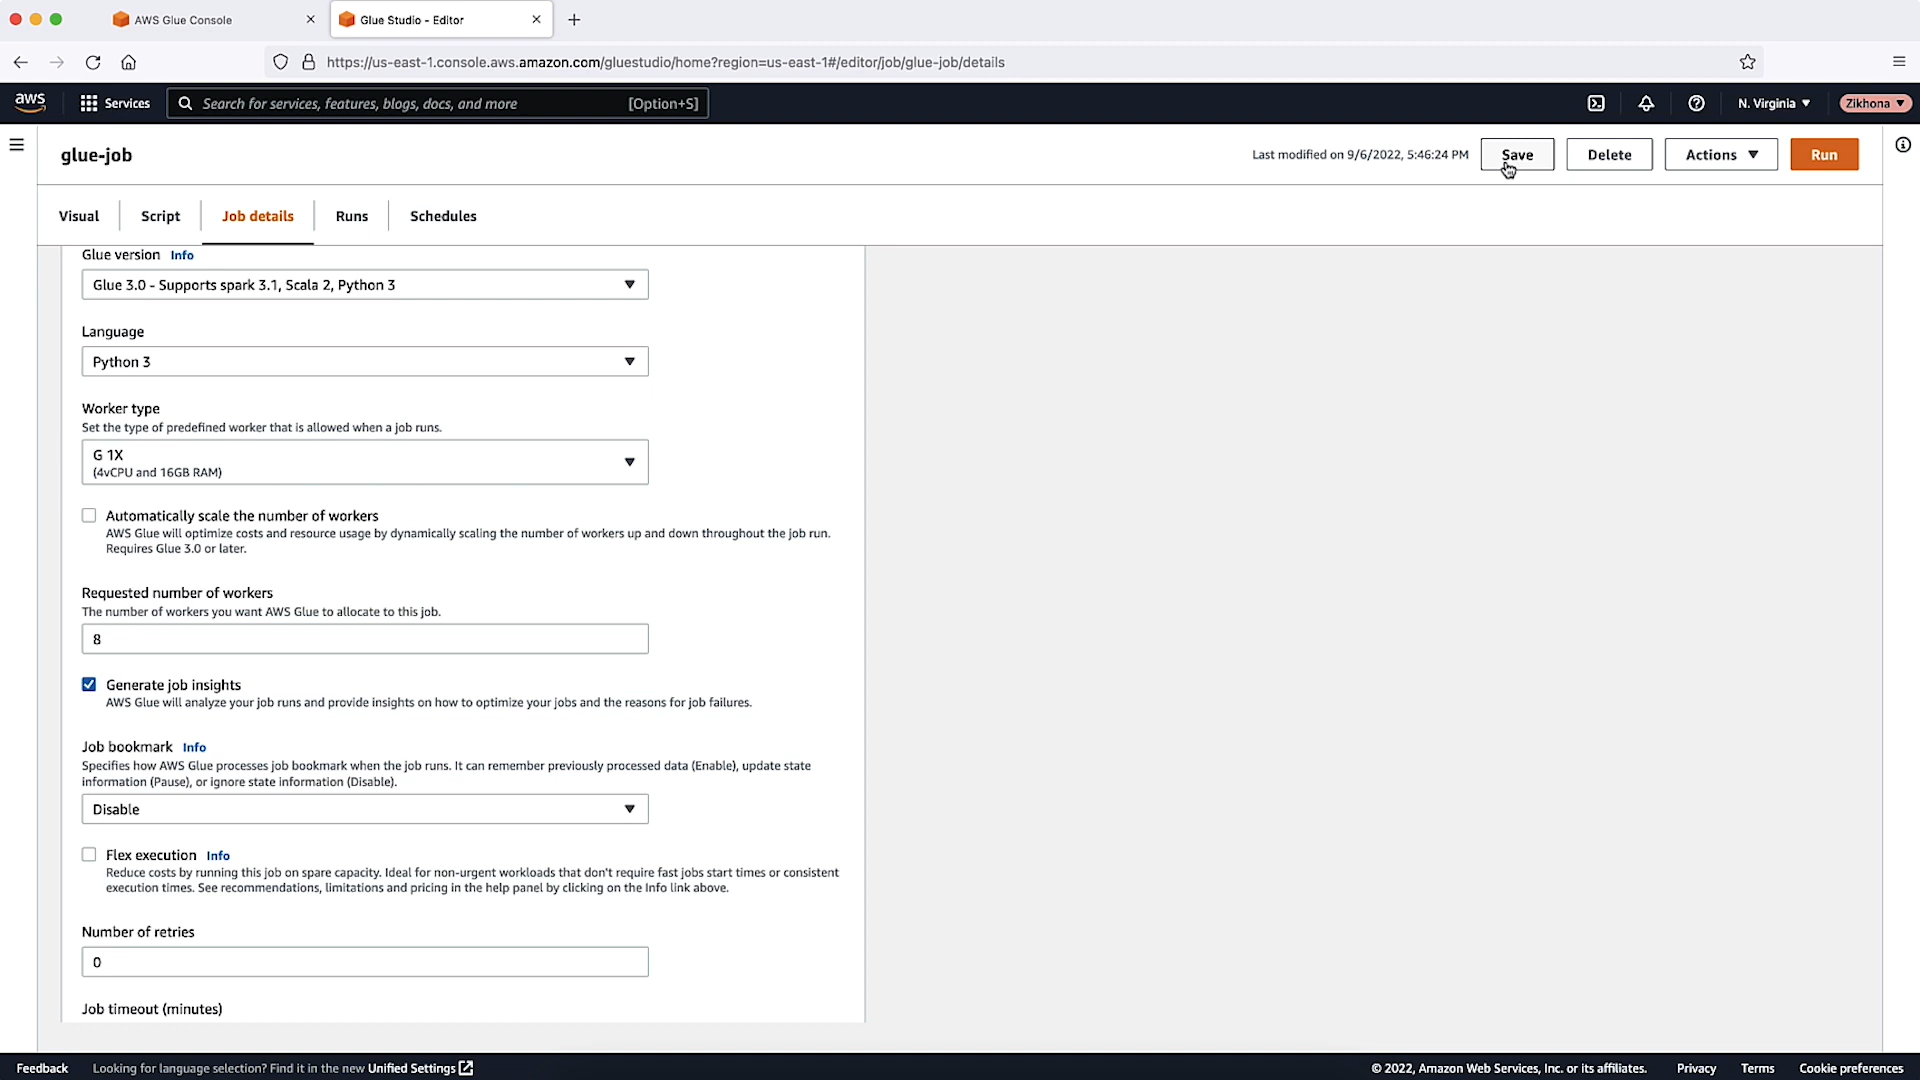 AWS Glue Console
Glue Studio - Editor
https://us-east-1.console.aws.amazon.com/gluestudio/home?region=us-east-1#/editor/job/glue-job/details
aws
Services
Search for services, features, blogs, docs, and more
[Option+S]
N. Virginia
Zikhona
glue-job
Last modified on 9/6/2022, 5:46:24 PM
Save
Delete
Actions
Run
Visual
Script
Job details
Runs
Schedules
Glue version Info
Glue 3.0 - Supports spark 3.1, Scala 2, Python 3
Language
Python 3
Worker type
Set the type of predefined worker that is allowed when a job runs.
G 1X
(4vCPU and 16GB RAM)
Automatically scale the number of workers
AWS Glue will optimize costs and resource usage by dynamically scaling the number of workers up and down throughout the job run.
Requires Glue 3.0 or later.
Requested number of workers
The number of workers you want AWS Glue to allocate to this job.
8
Generate job insights
AWS Glue will analyze your job runs and provide insights on how to optimize your jobs and the reasons for job failures.
Job bookmark Info
Specifies how AWS Glue processes job bookmark when the job runs. It can remember previously processed data (Enable), update state
information (Pause), or ignore state information (Disable).
Disable
Flex execution Info
Reduce costs by running this job on spare capacity. Ideal for non-urgent workloads that don't require fast jobs start times or consistent
execution times. See recommendations, limitations and pricing in the help panel by clicking on the Info link above.
Number of retries
0
Job timeout (minutes)
Feedback
Looking for language selection? Find it in the new Unified Settings
© 2022, Amazon Web Services, Inc. or its affiliates.
Privacy
Terms
Cookie preferences